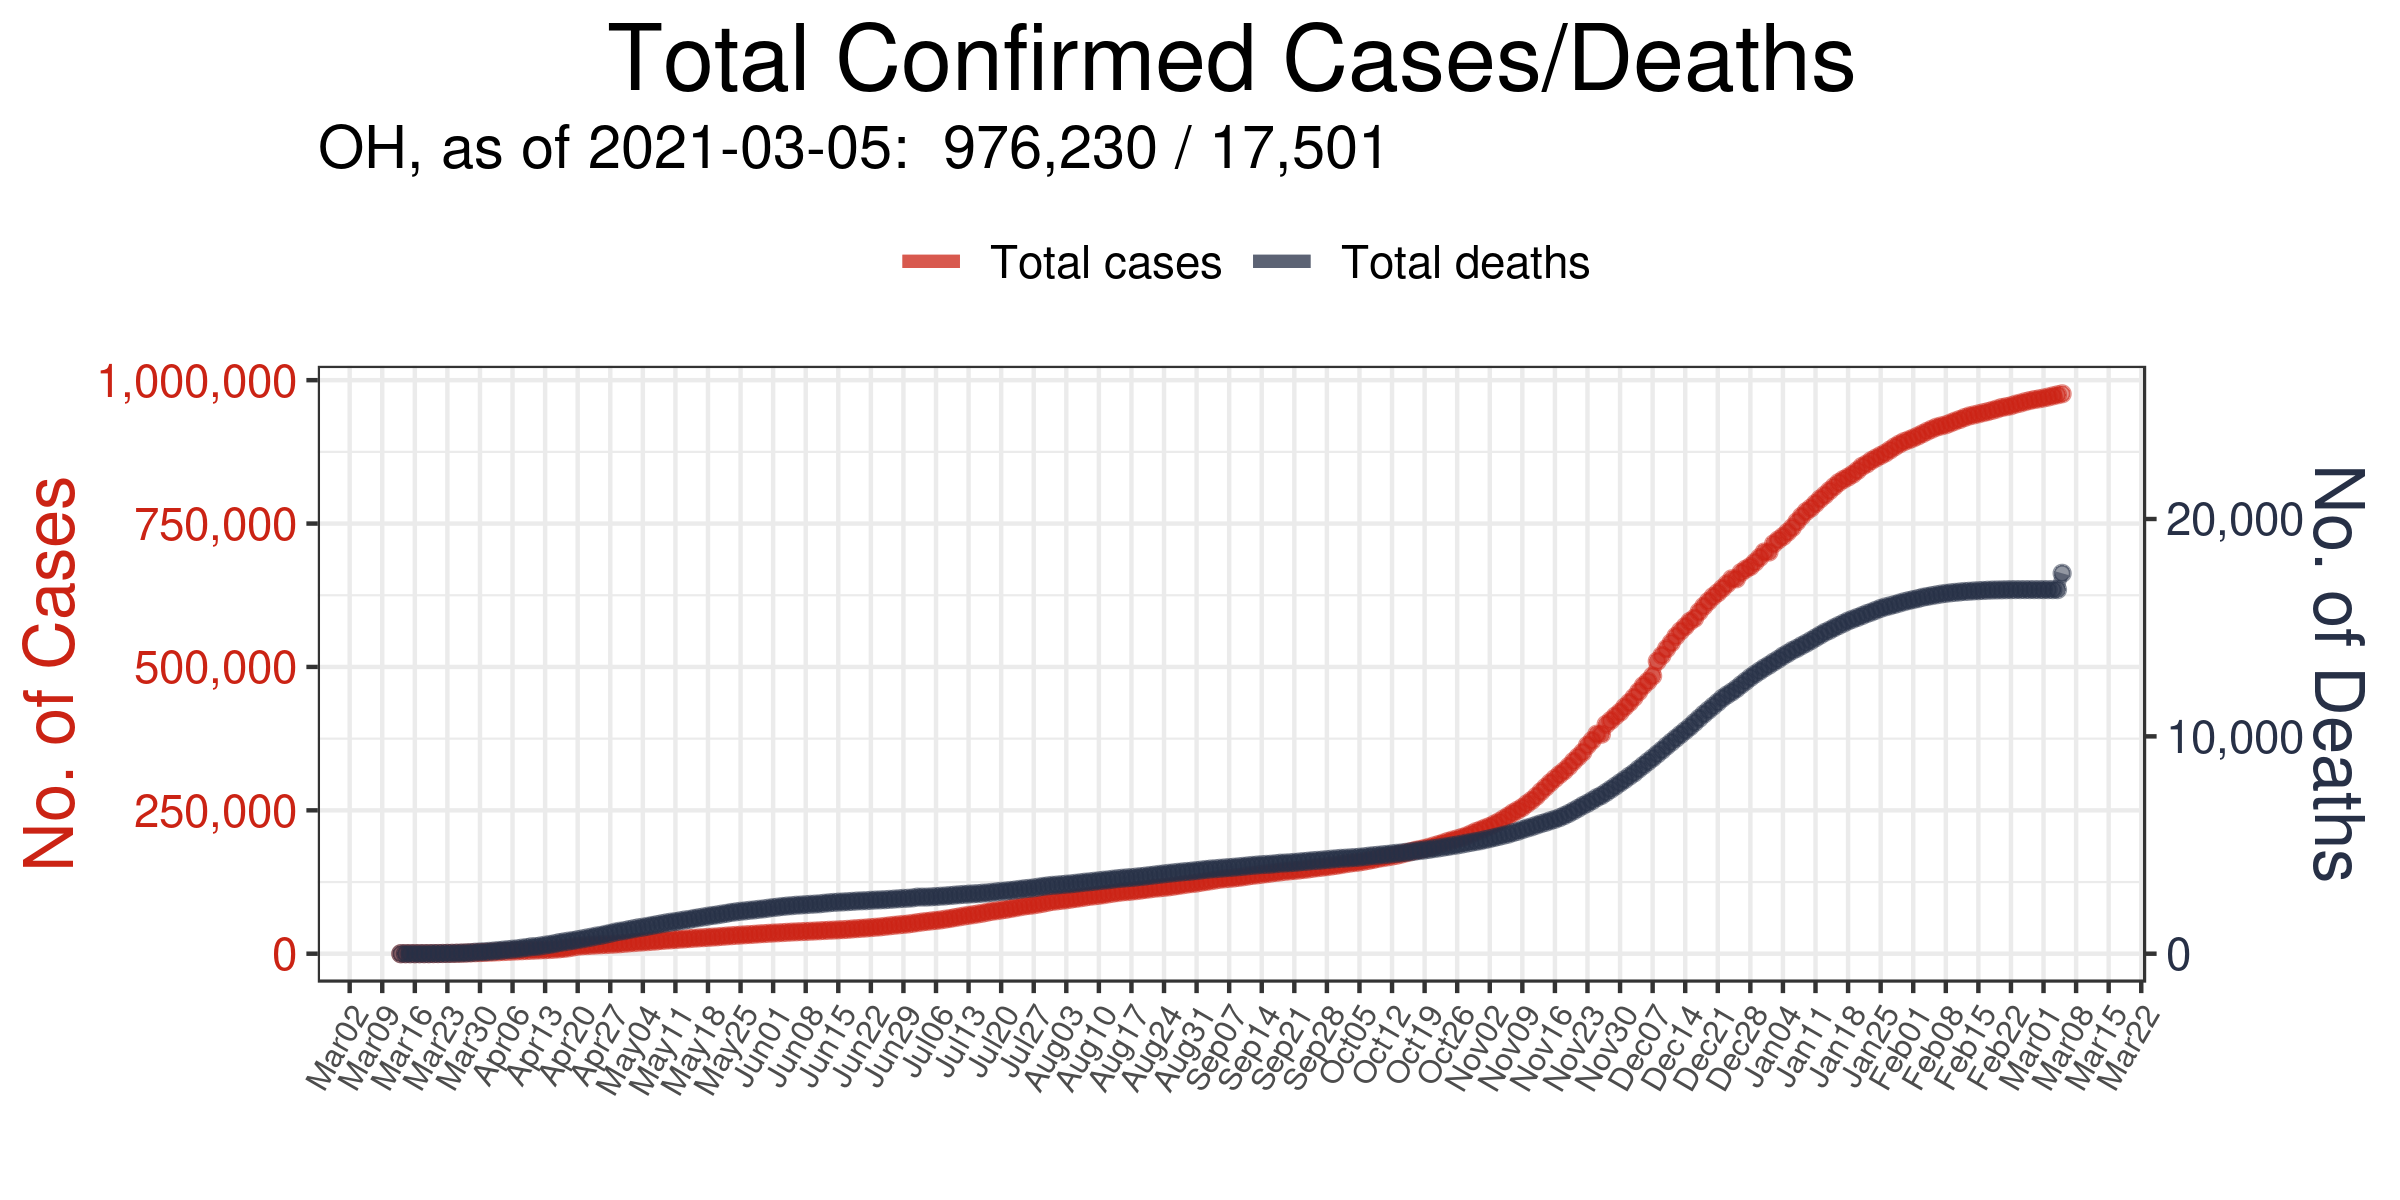 Total Confirmed Cases/Deaths
OH, as of 2021-03-05:  976,230 / 17,501
Total cases
Total deaths
No. of Cases
1,000,000
750,000
500,000
250,000
0
20,000
10,000
0
No. of Deaths
Mar02
Mar09
Mar16
Mar23
Mar30
Apr06
Apr13
Apr20
Apr27
May04
May11
May18
May25
Jun01
Jun08
Jun15
Jun22
Jun29
Jul06
Jul13
Jul20
Jul27
Aug03
Aug10
Aug17
Aug24
Aug31
Sep07
Sep14
Sep21
Sep28
Oct05
Oct12
Oct19
Oct26
Nov02
Nov09
Nov16
Nov23
Nov30
Dec07
Dec14
Dec21
Dec28
Jan04
Jan11
Jan18
Jan25
Feb01
Feb08
Feb15
Feb22
Mar01
Mar08
Mar15
Mar22